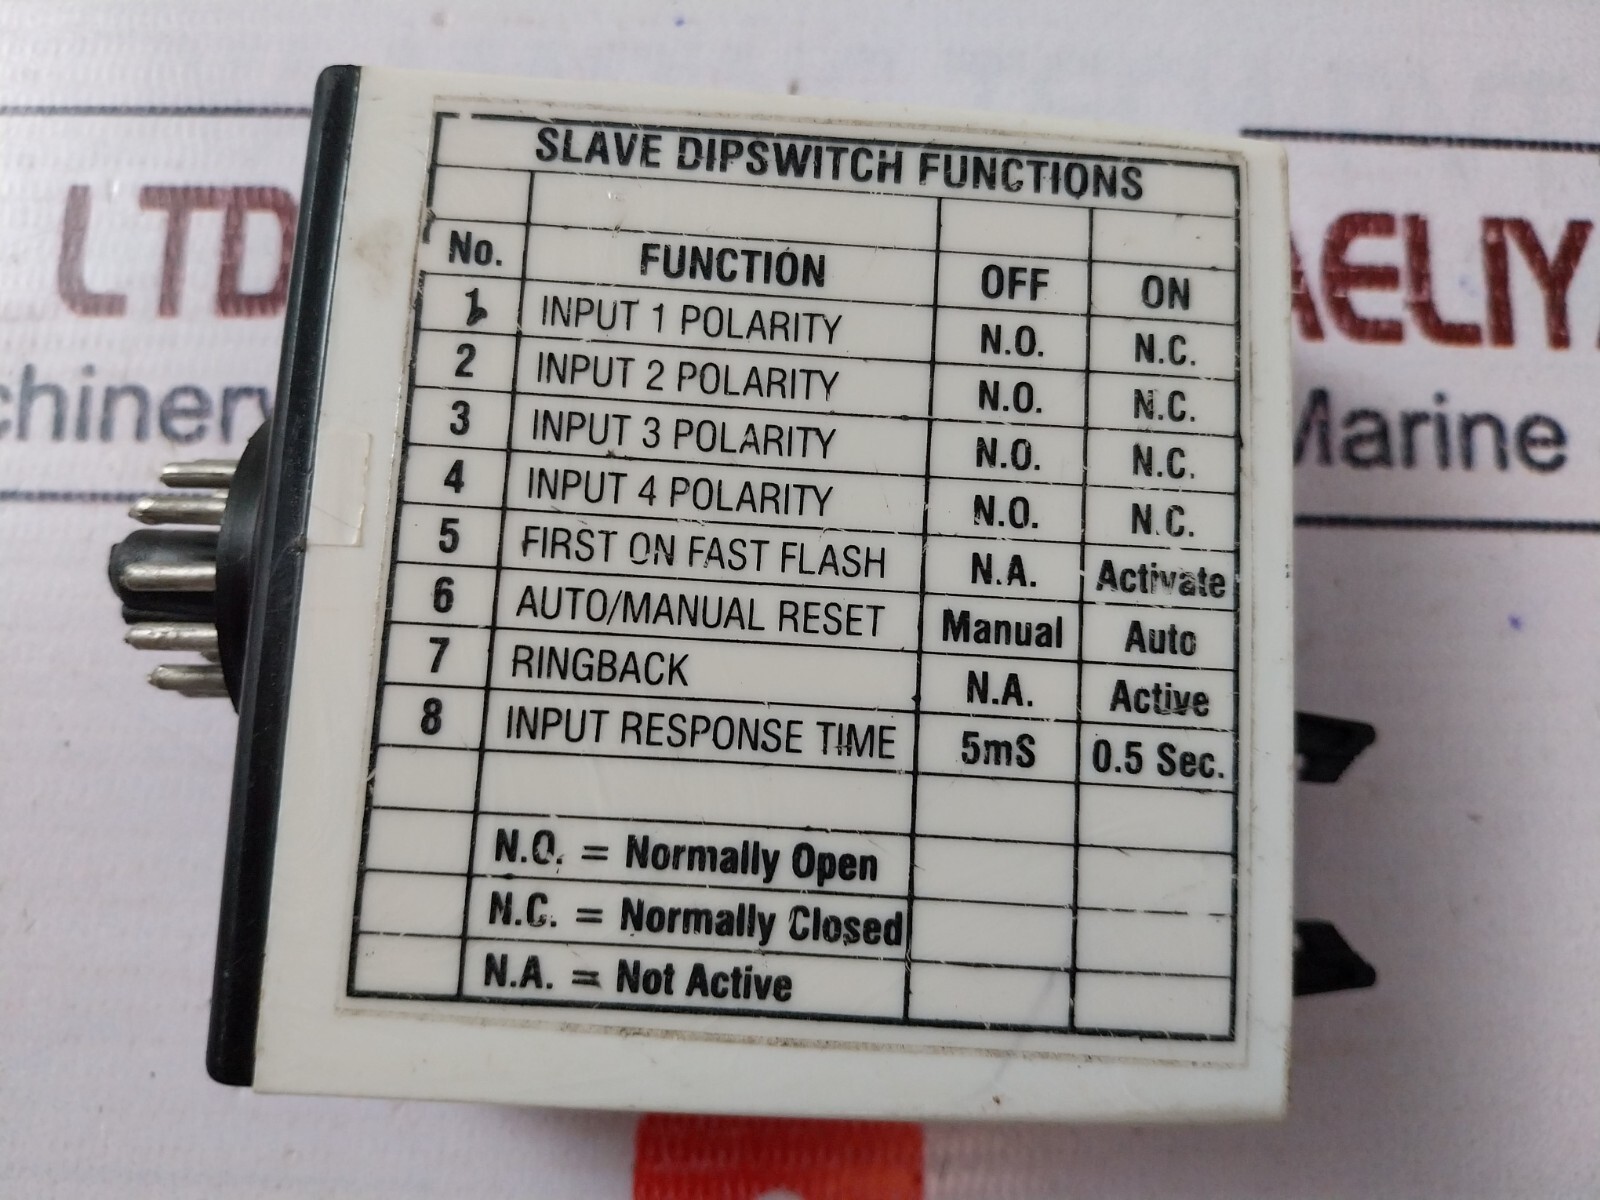 SLAVE DIPSWITCH FUNCTIONS
No. FUNCTION OFF ON
1 INPUT 1 POLARITY N.O. N.C.
2 INPUT 2 POLARITY N.O. N.C.
3 INPUT 3 POLARITY N.O. N.C.
4 INPUT 4 POLARITY N.O. N.C.
5 FIRST ON FAST FLASH N.A. Activate
6 AUTO/MANUAL RESET Manual Auto
7 RINGBACK N.A. Active
8 INPUT RESPONSE TIME 5mS 0.5 Sec.
N.O. = Normally Open
N.C. = Normally Closed
N.A. = Not Active
LTD
Marine